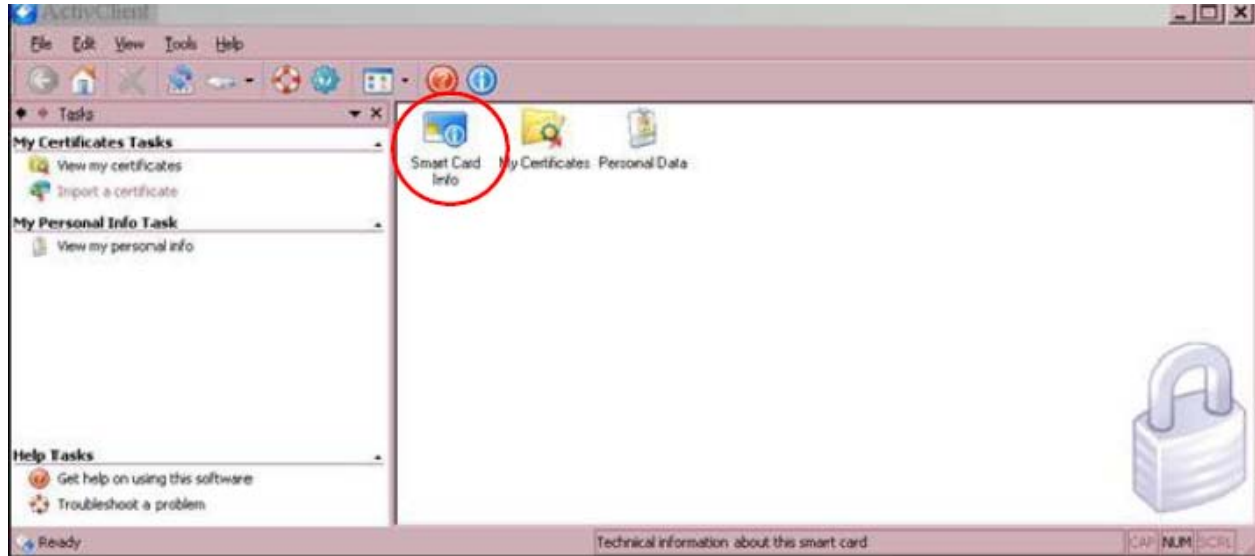 ActivClient
File Edit View Tools Help
Tasks
My Certificates Tasks
View my certificates
Import a certificate
My Personal Info Task
View my personal info
Help Tasks
Get help on using this software
Troubleshoot a problem
Smart Card
Info
My Certificates
Personal Data
Ready
Technical information about this smart card
CAP NUM SCRL